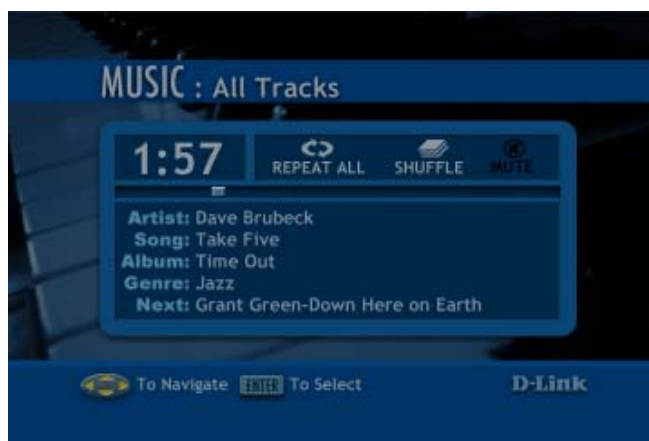 MUSIC : All Tracks
1:57 REPEAT ALL SHUFFLE MUTE
Artist: Dave Brubeck
Song: Take Five
Album: Time Out
Genre: Jazz
Next: Grant Green-Down Here on Earth
To Navigate ENTER To Select D-Link